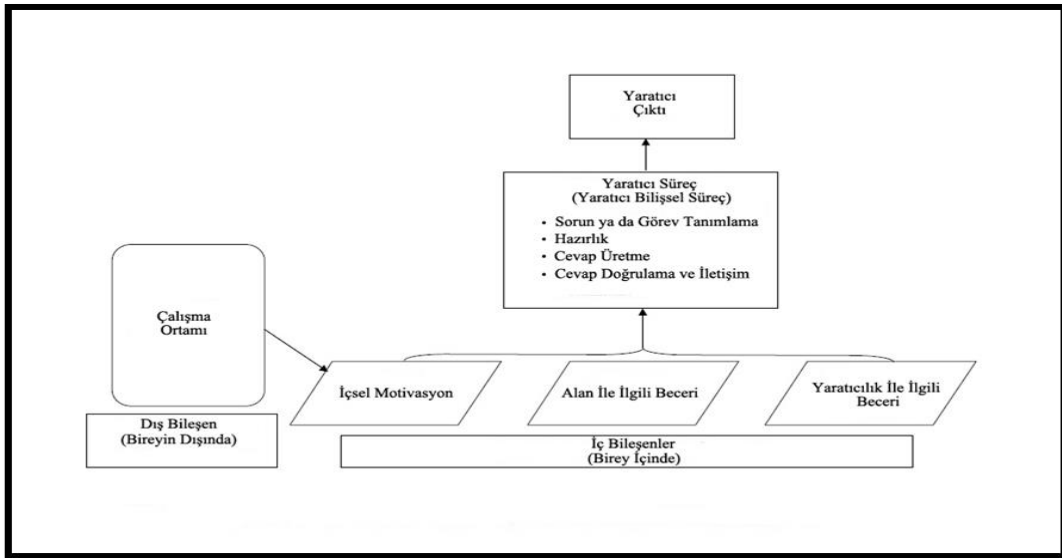 Yaratıcı
Çıktı
Yaratıcı Süreç
(Yaratıcı Bilişsel Süreç)
• Sorun ya da Görev Tanımlama
• Hazırlık
• Cevap Üretme
• Cevap Doğrulama ve İletişim
Çalışma
Ortamı
İçsel Motivasyon
Alan İle İlgili Beceri
Yaratıcılık İle İlgili
Beceri
Dış Bileşen
(Bireyin Dışında)
İç Bileşenler
(Birey İçinde)